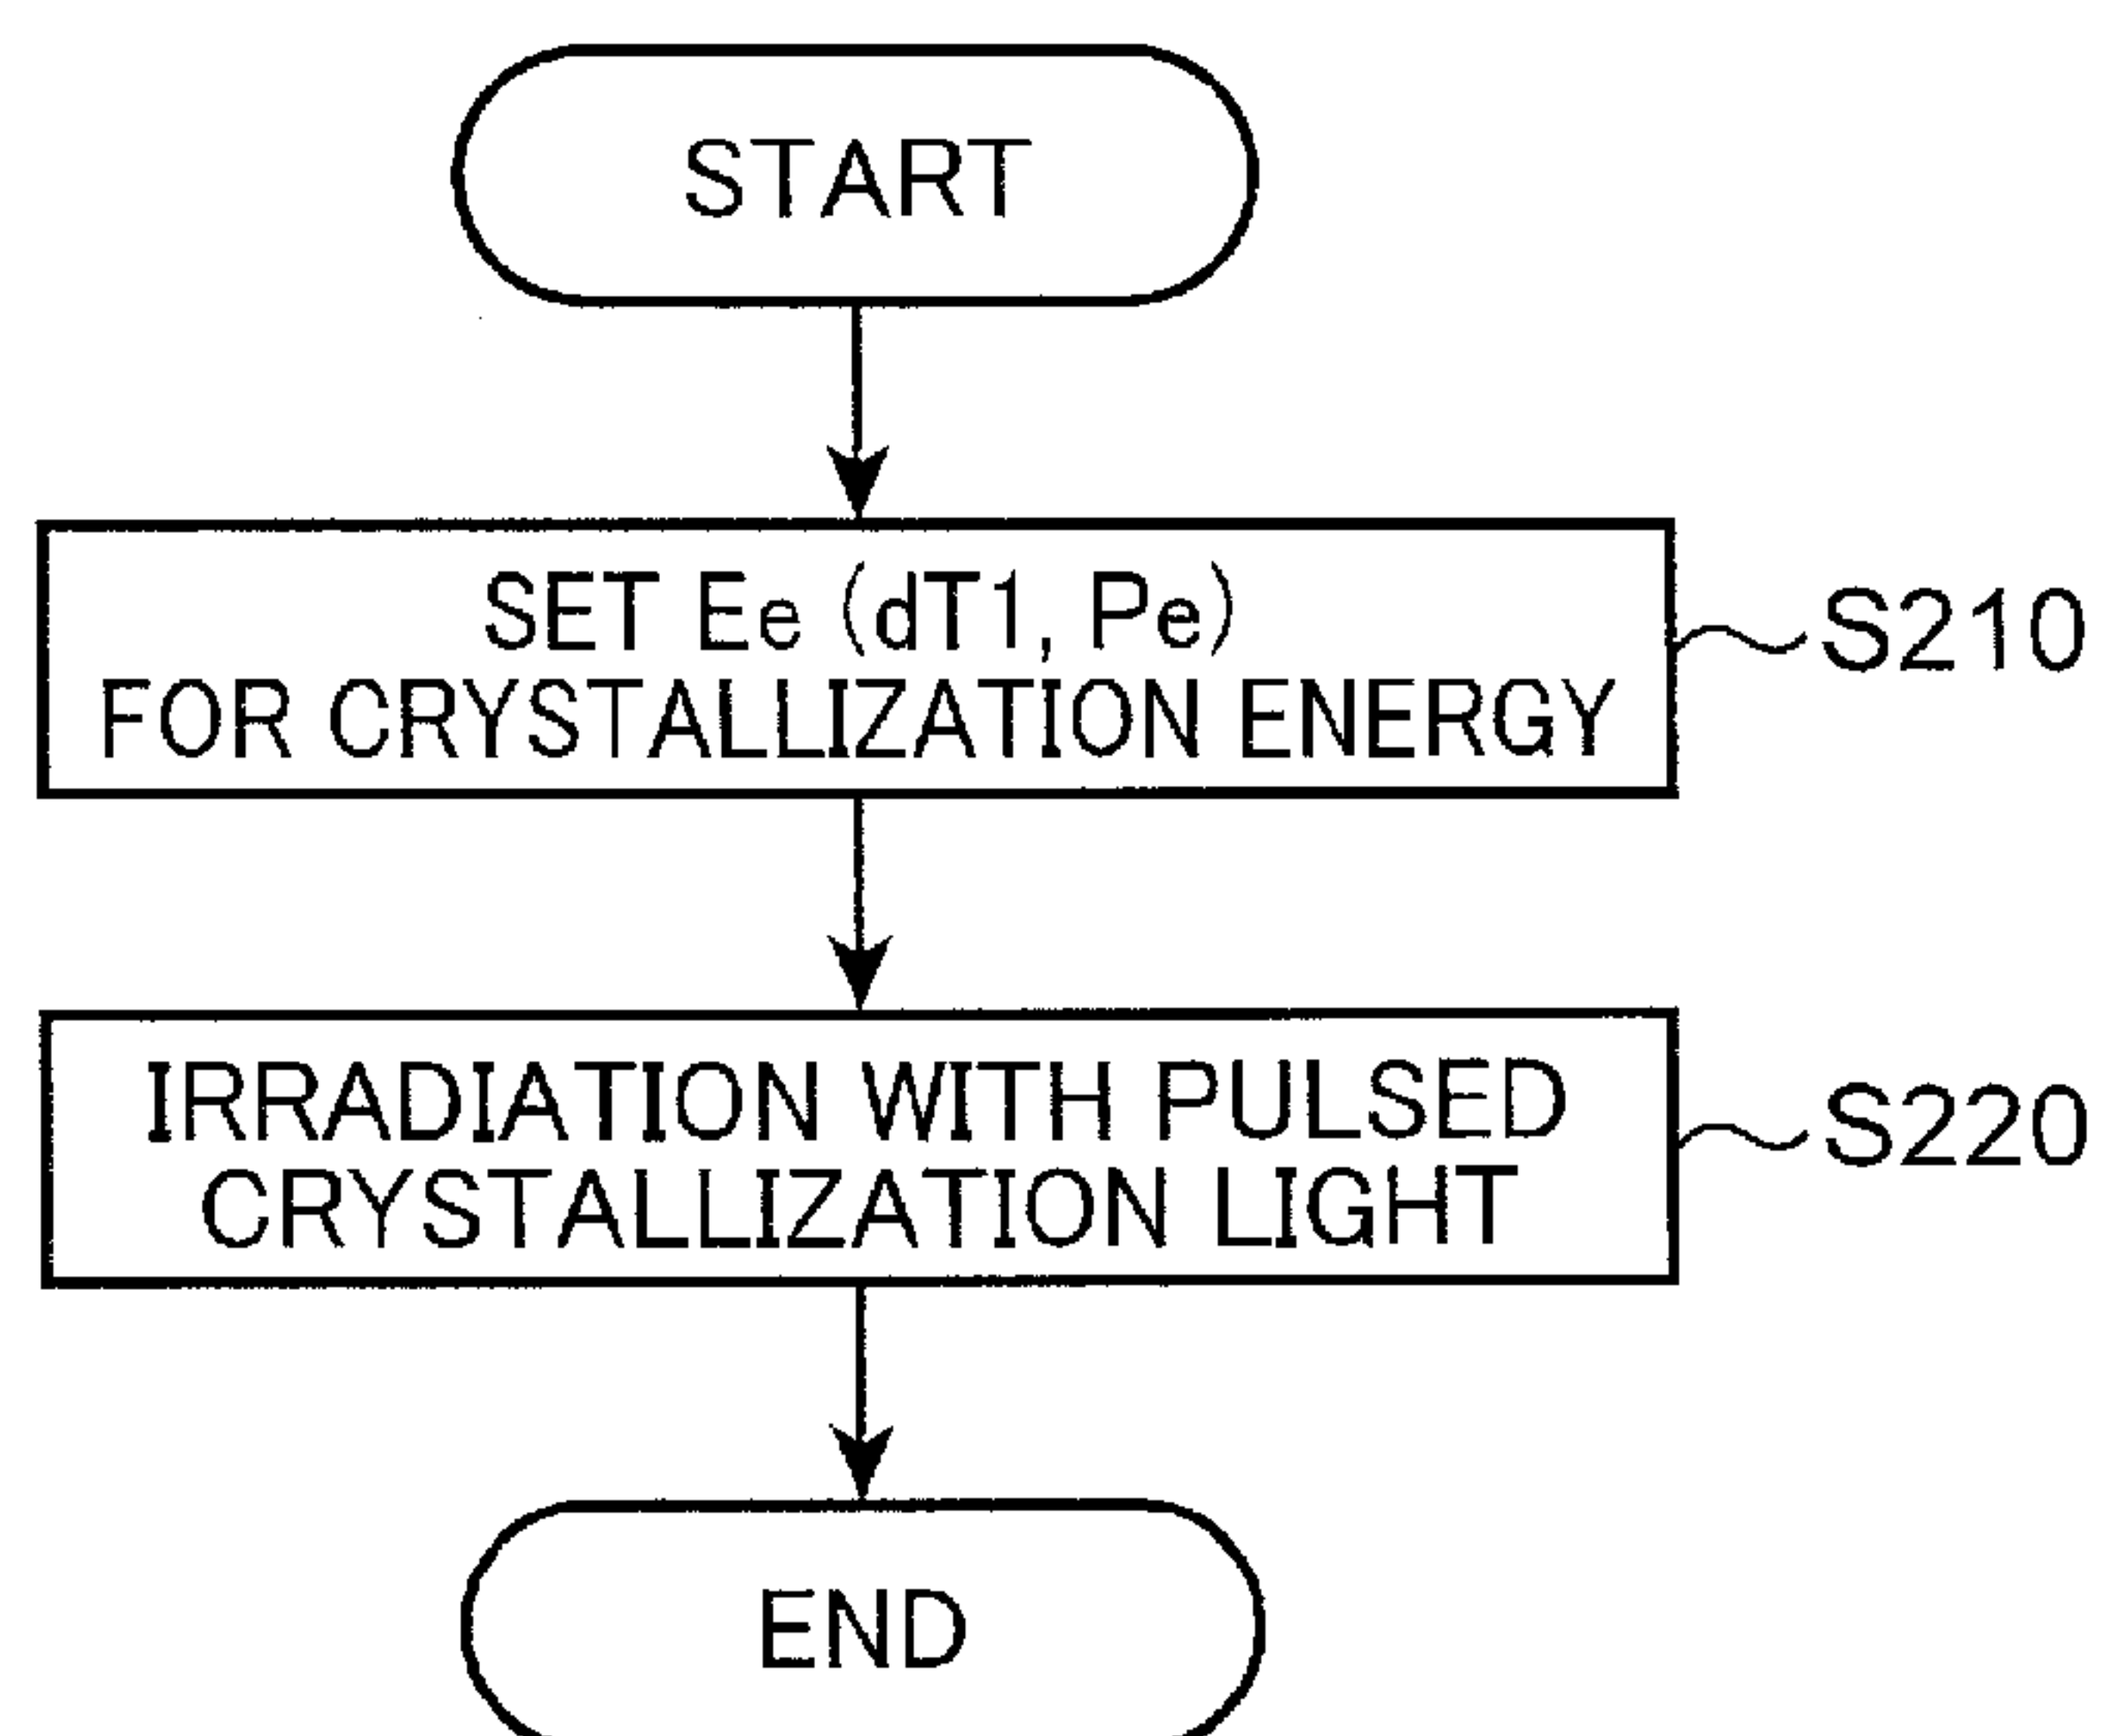 START
SET Ee (dT1, Pe)
FOR CRYSTALLIZATION ENERGY
S210
IRRADIATION WITH PULSED
CRYSTALLIZATION LIGHT
S220
END